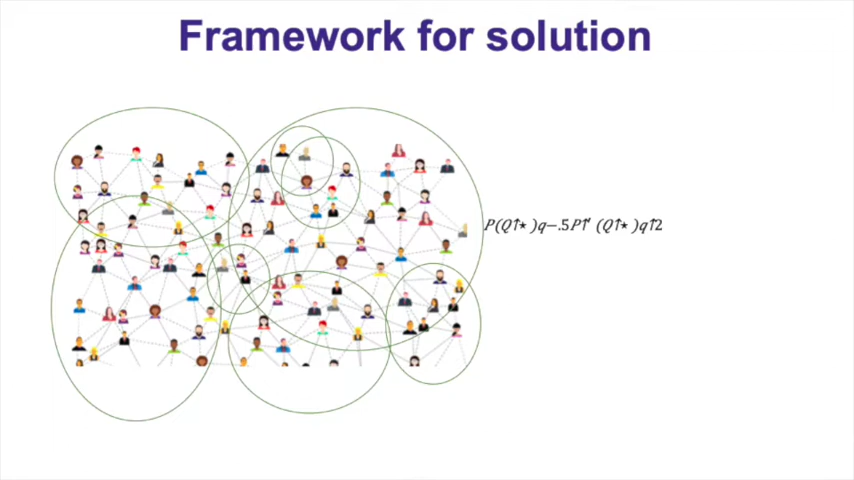 Framework for solution
P(Q↑⋆ )q−.5P↑′ (Q↑⋆ )q↑2